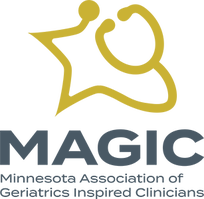 MAGIC
Minnesota Association of
Geriatrics Inspired Clinicians